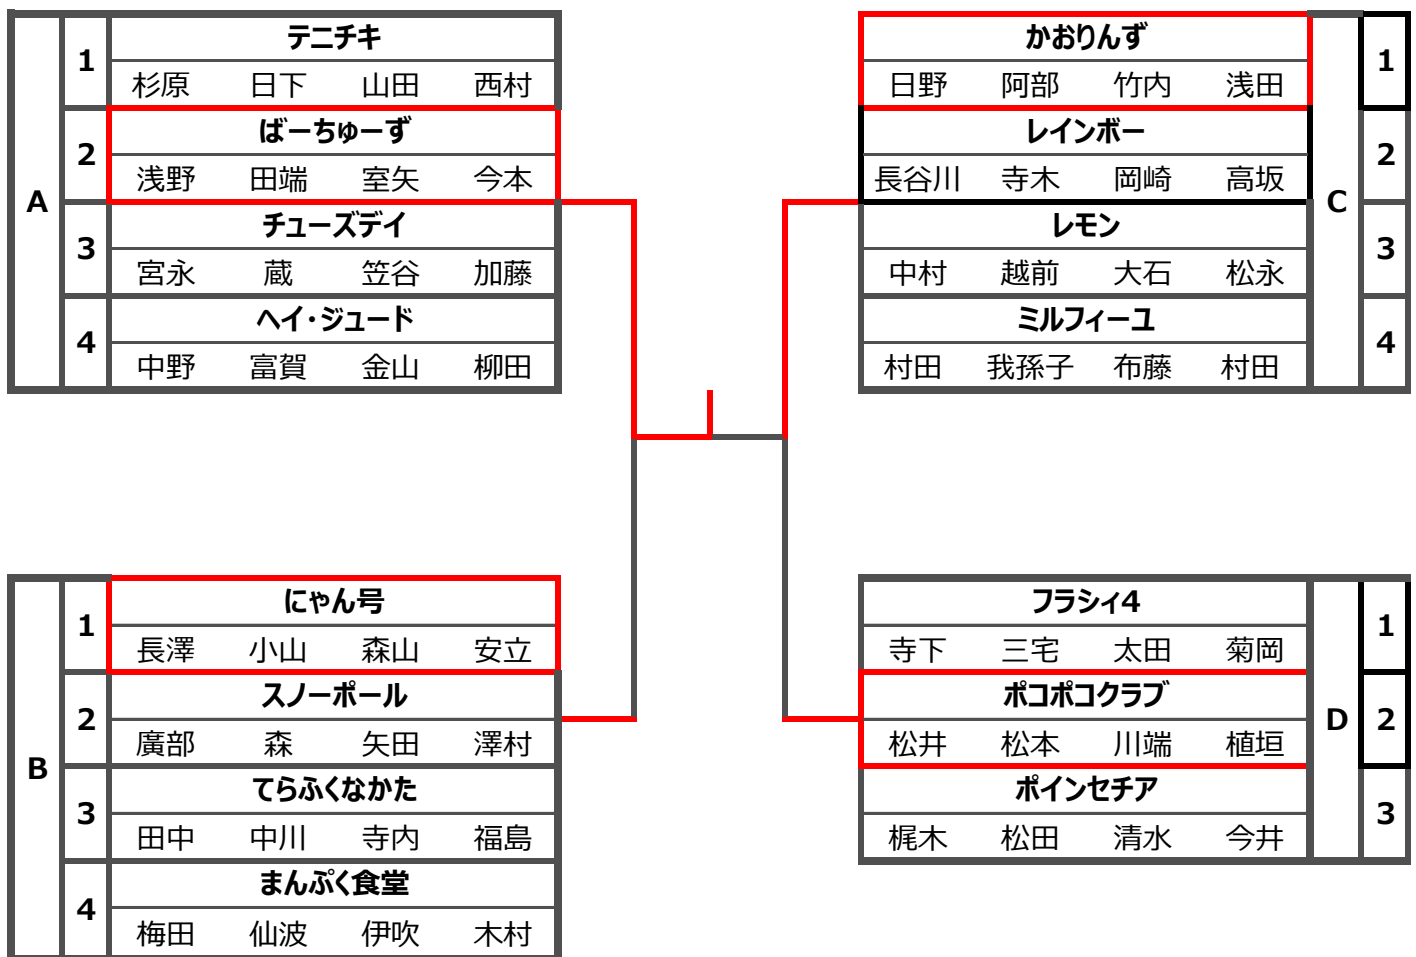 A
1
テニチキ
杉原 日下 山田 西村
2
ばーちゅーず
浅野 田端 室矢 今本
3
チューズデイ
宮永 蔵 笠谷 加藤
4
ヘイ・ジュード
中野 富賀 金山 柳田
B
1
にゃん号
長澤 小山 森山 安立
2
スノーポール
廣部 森 矢田 澤村
3
てらふくなかた
田中 中川 寺内 福島
4
まんぷく食堂
梅田 仙波 伊吹 木村
C
1
かおりんず
日野 阿部 竹内 浅田
2
レインボー
長谷川 寺木 岡崎 高坂
3
レモン
中村 越前 大石 松永
4
ミルフィーユ
村田 我孫子 布藤 村田
D
1
フラシィ4
寺下 三宅 太田 菊岡
2
ポコポコクラブ
松井 松本 川端 植垣
3
ポインセチア
梶木 松田 清水 今井